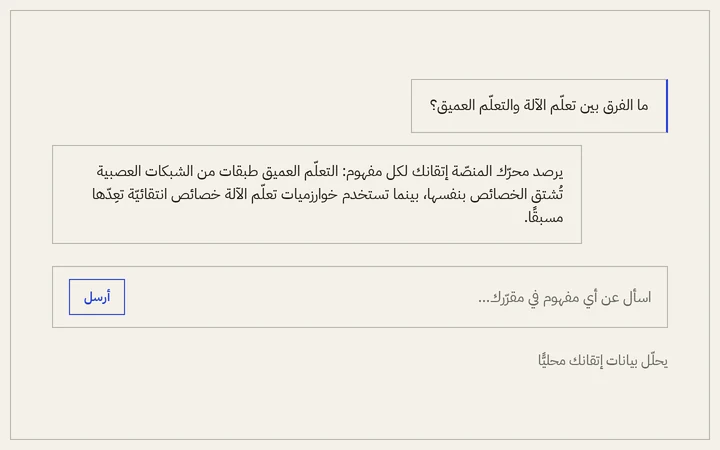 ما الفرق بين تعلّم الآلة والتعلّم العميق؟
يرصد محرّك المنصّة إتقانك لكل مفهوم: التعلّم العميق طبقات من الشبكات العصبية
تُشتق الخصائص بنفسها، بينما تستخدم خوارزميات تعلّم الآلة خصائص انتقائيّة تعِدّها
مسبقًا.
اسأل عن أي مفهوم في مقرّرك...
أرسل
يحلّل بيانات إتقانك محليًّا